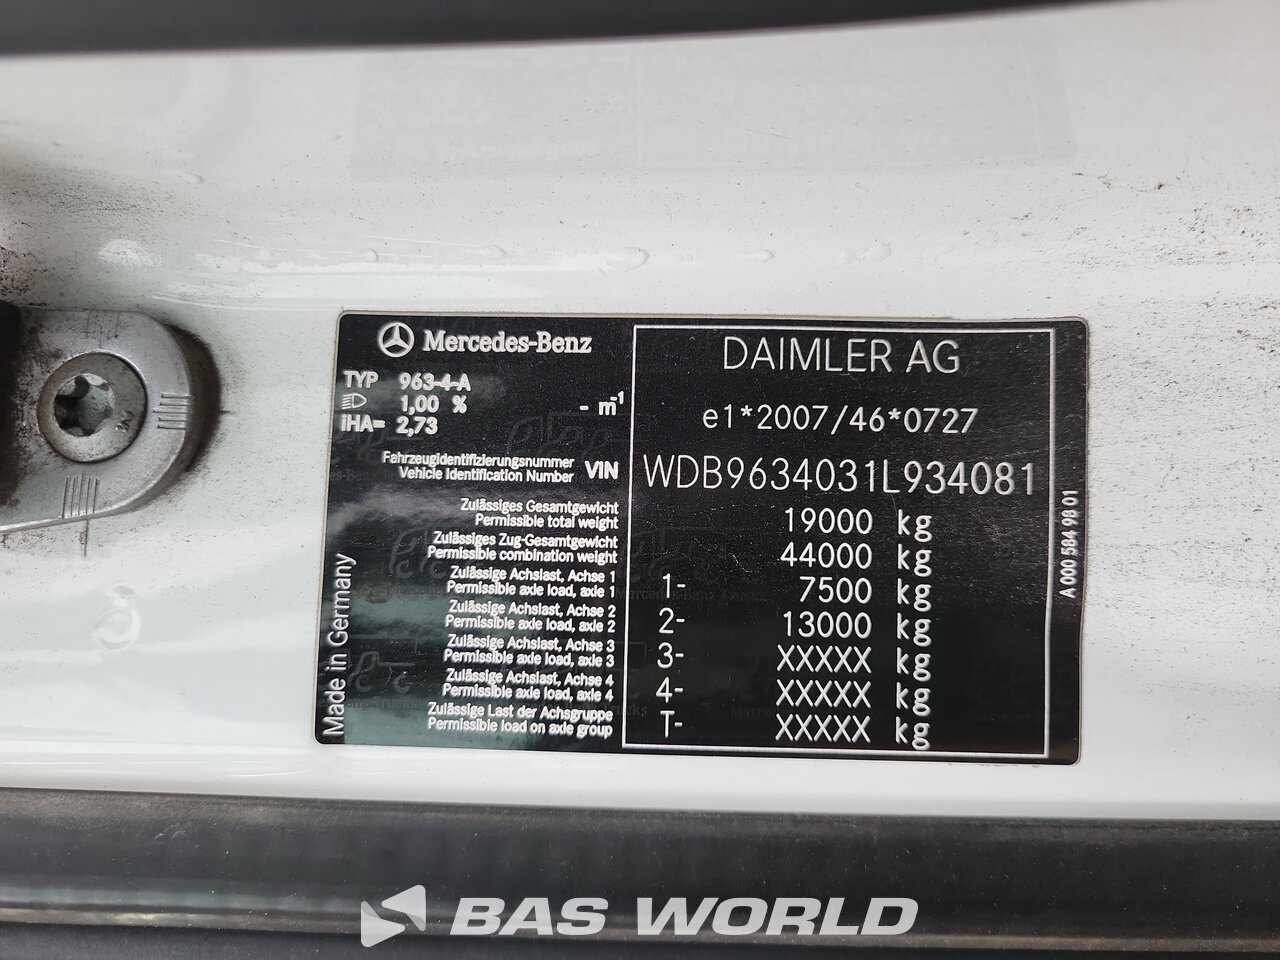 Mercedes-Benz
TYP 963-4-A
1,00 % - m⁻¹
iHA= 2,73
DAIMLER AG
e1*2007/46*0727
Fahrzeugidentifizierungsnummer
Vehicle Identification Number VIN WDB9634031L934081
Zulässiges Gesamtgewicht
Permissible total weight 19000 kg
Zulässiges Zug-Gesamtgewicht
Permissible combination weight 44000 kg
Zulässige Achslast, Achse 1
Permissible axle load, axle 1 1- 7500 kg
Zulässige Achslast, Achse 2
Permissible axle load, axle 2 2- 13000 kg
Zulässige Achslast, Achse 3
Permissible axle load, axle 3 3- XXXXX kg
Zulässige Achslast, Achse 4
Permissible axle load, axle 4 4- XXXXX kg
Zulässige Last der Achsgruppe
Permissible load on axle group T- XXXXX kg
Made in Germany
A 000 584 98 01
BAS WORLD